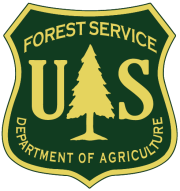 FOREST SERVICE
U S
DEPARTMENT OF AGRICULTURE